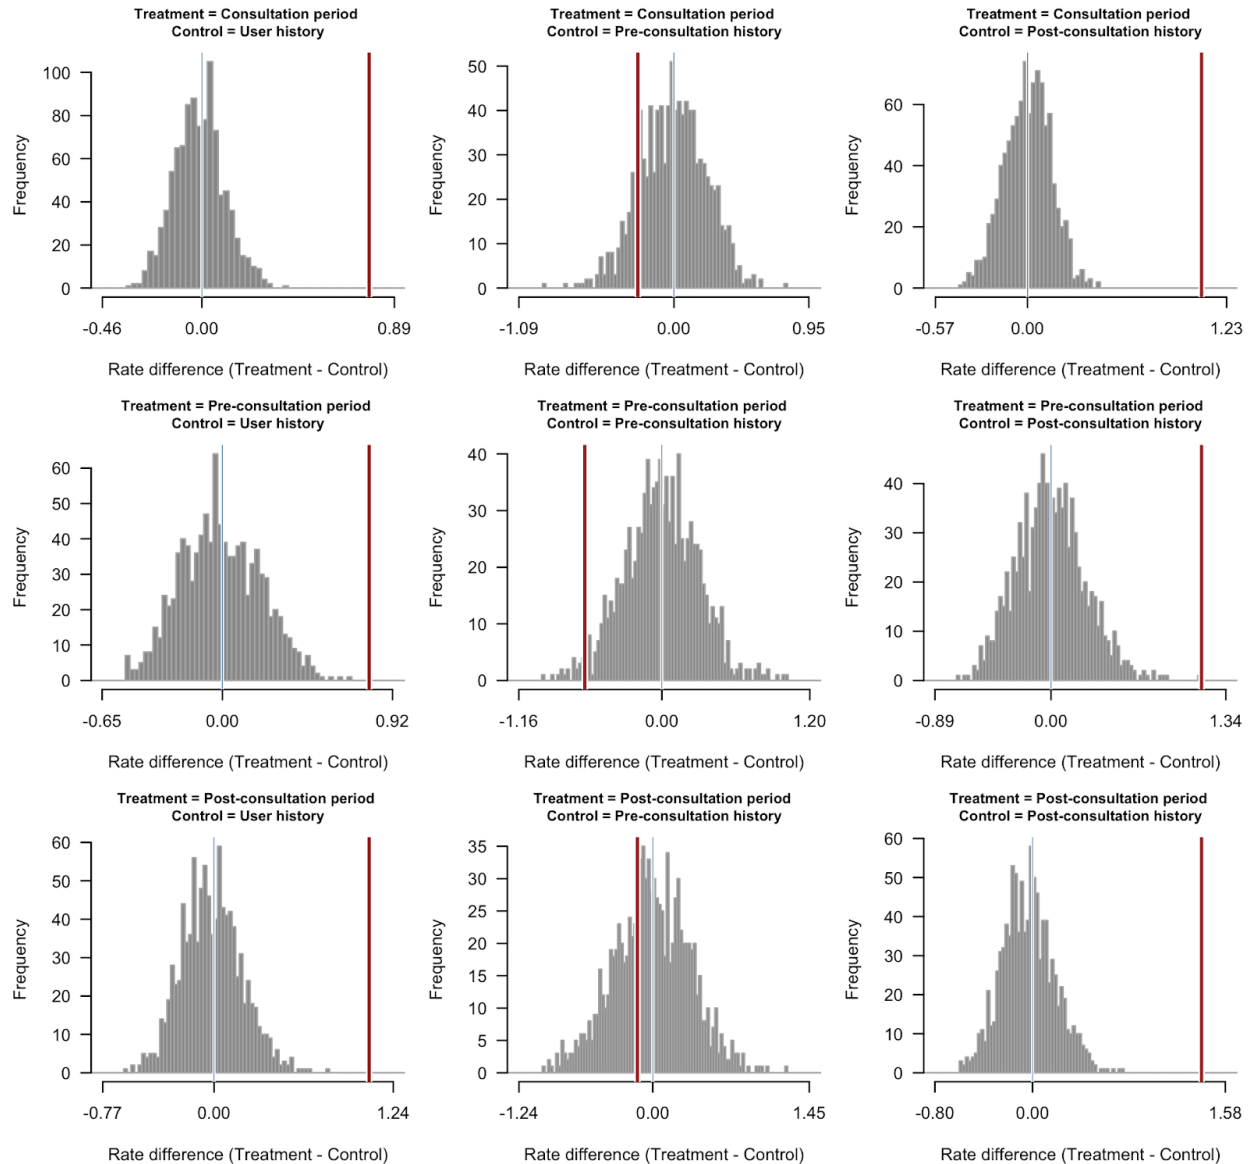 Treatment = Consultation period
Control = User history
Treatment = Consultation period
Control = Pre-consultation history
Treatment = Consultation period
Control = Post-consultation history
Frequency
100
80
60
40
20
0
-0.46 0.00 0.89
Rate difference (Treatment - Control)
Frequency
50
40
30
20
10
0
-1.09 0.00 0.95
Rate difference (Treatment - Control)
Frequency
60
40
20
0
-0.57 0.00 1.23
Rate difference (Treatment - Control)
Treatment = Pre-consultation period
Control = User history
Treatment = Pre-consultation period
Control = Pre-consultation history
Treatment = Pre-consultation period
Control = Post-consultation history
Frequency
60
50
40
30
20
10
0
-0.65 0.00 0.92
Rate difference (Treatment - Control)
Frequency
40
30
20
10
0
-1.16 0.00 1.20
Rate difference (Treatment - Control)
Frequency
40
30
20
10
0
-0.89 0.00 1.34
Rate difference (Treatment - Control)
Treatment = Post-consultation period
Control = User history
Treatment = Post-consultation period
Control = Pre-consultation history
Treatment = Post-consultation period
Control = Post-consultation history
Frequency
60
50
40
30
20
10
0
-0.77 0.00 1.24
Rate difference (Treatment - Control)
Frequency
35
30
25
20
15
10
5
0
-1.24 0.00 1.45
Rate difference (Treatment - Control)
Frequency
60
50
40
30
20
10
0
-0.80 0.00 1.58
Rate difference (Treatment - Control)